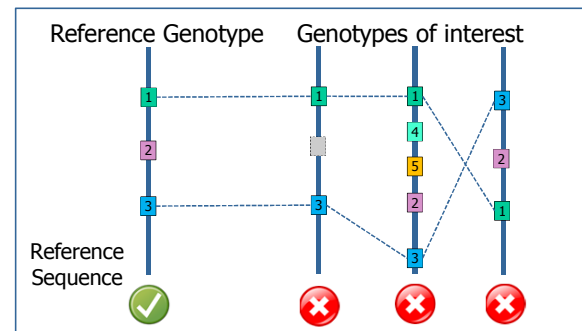 Reference Genotype Genotypes of interest
1 1 1 3
4
2 5 2
2
3 3 1
3
Reference
Sequence